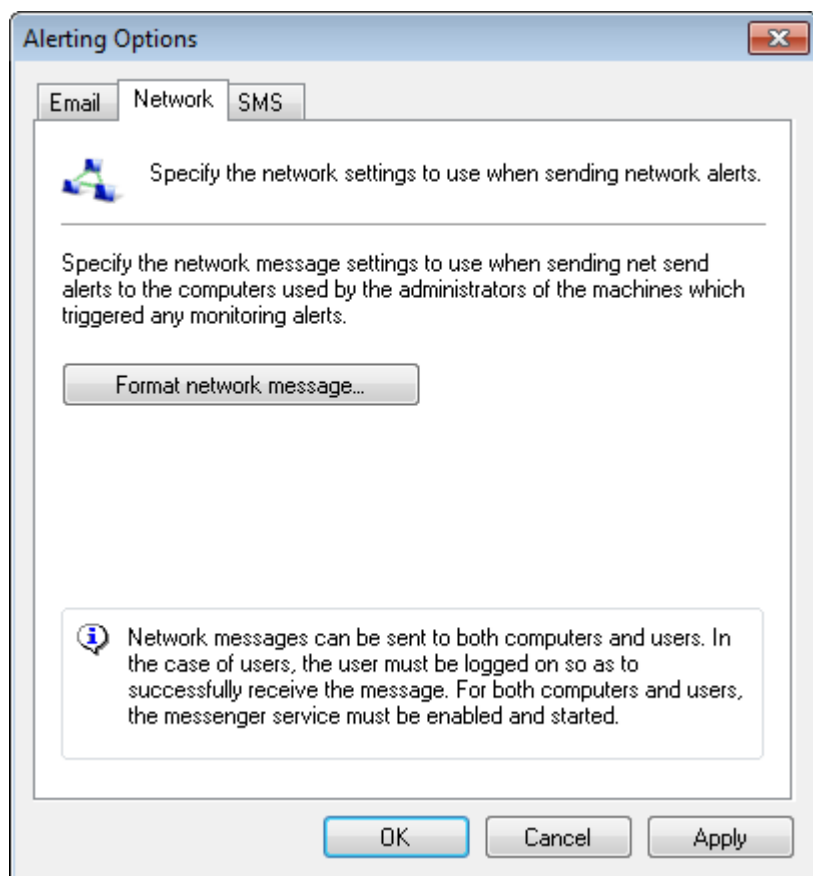 Alerting Options
Email
Network
SMS
Specify the network settings to use when sending network alerts.
Specify the network message settings to use when sending net send
alerts to the computers used by the administrators of the machines which
triggered any monitoring alerts.
Format network message...
Network messages can be sent to both computers and users. In
the case of users, the user must be logged on so as to
successfully receive the message. For both computers and users,
the messenger service must be enabled and started.
OK
Cancel
Apply